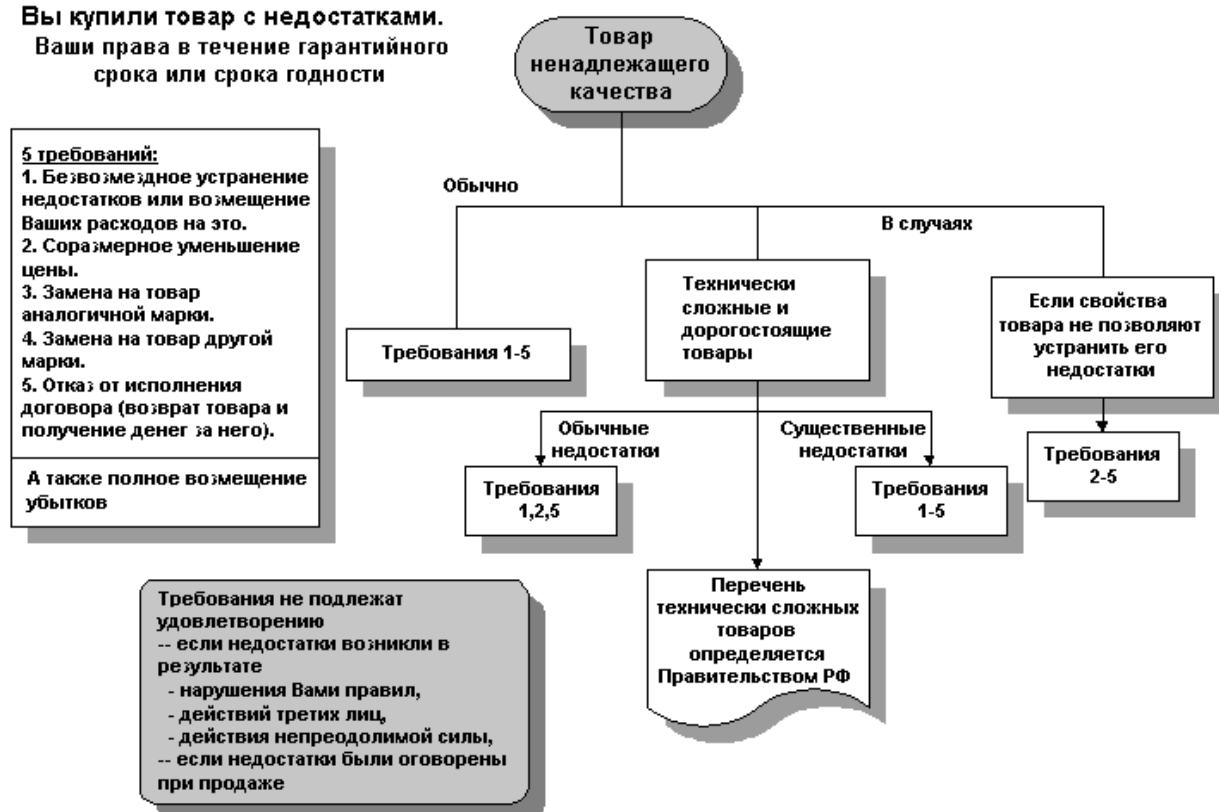 Вы купили товар с недостатками.
Ваши права в течение гарантийного
срока или срока годности
Товар
ненадлежащего
качества
5 требований:
1. Безвозмездное устранение
недостатков или возмещение
Ваших расходов на это.
2. Соразмерное уменьшение
цены.
3. Замена на товар
аналогичной марки.
4. Замена на товар другой
марки.
5. Отказ от исполнения
договора (возврат товара и
получение денег за него).
А также полное возмещение
убытков
Обычно
В случаях
Требования 1-5
Технически
сложные и
дорогостоящие
товары
Если свойства
товара не позволяют
устранить его
недостатки
Обычные
недостатки
Существенные
недостатки
Требования
1,2,5
Требования
1-5
Требования
2-5
Перечень
технически сложных
товаров
определяется
Правительством РФ
Требования не подлежат
удовлетворению
-- если недостатки возникли в
результате
- нарушения Вами правил,
- действий третих лиц,
- действия непреодолимой силы,
-- если недостатки были оговорены
при продаже